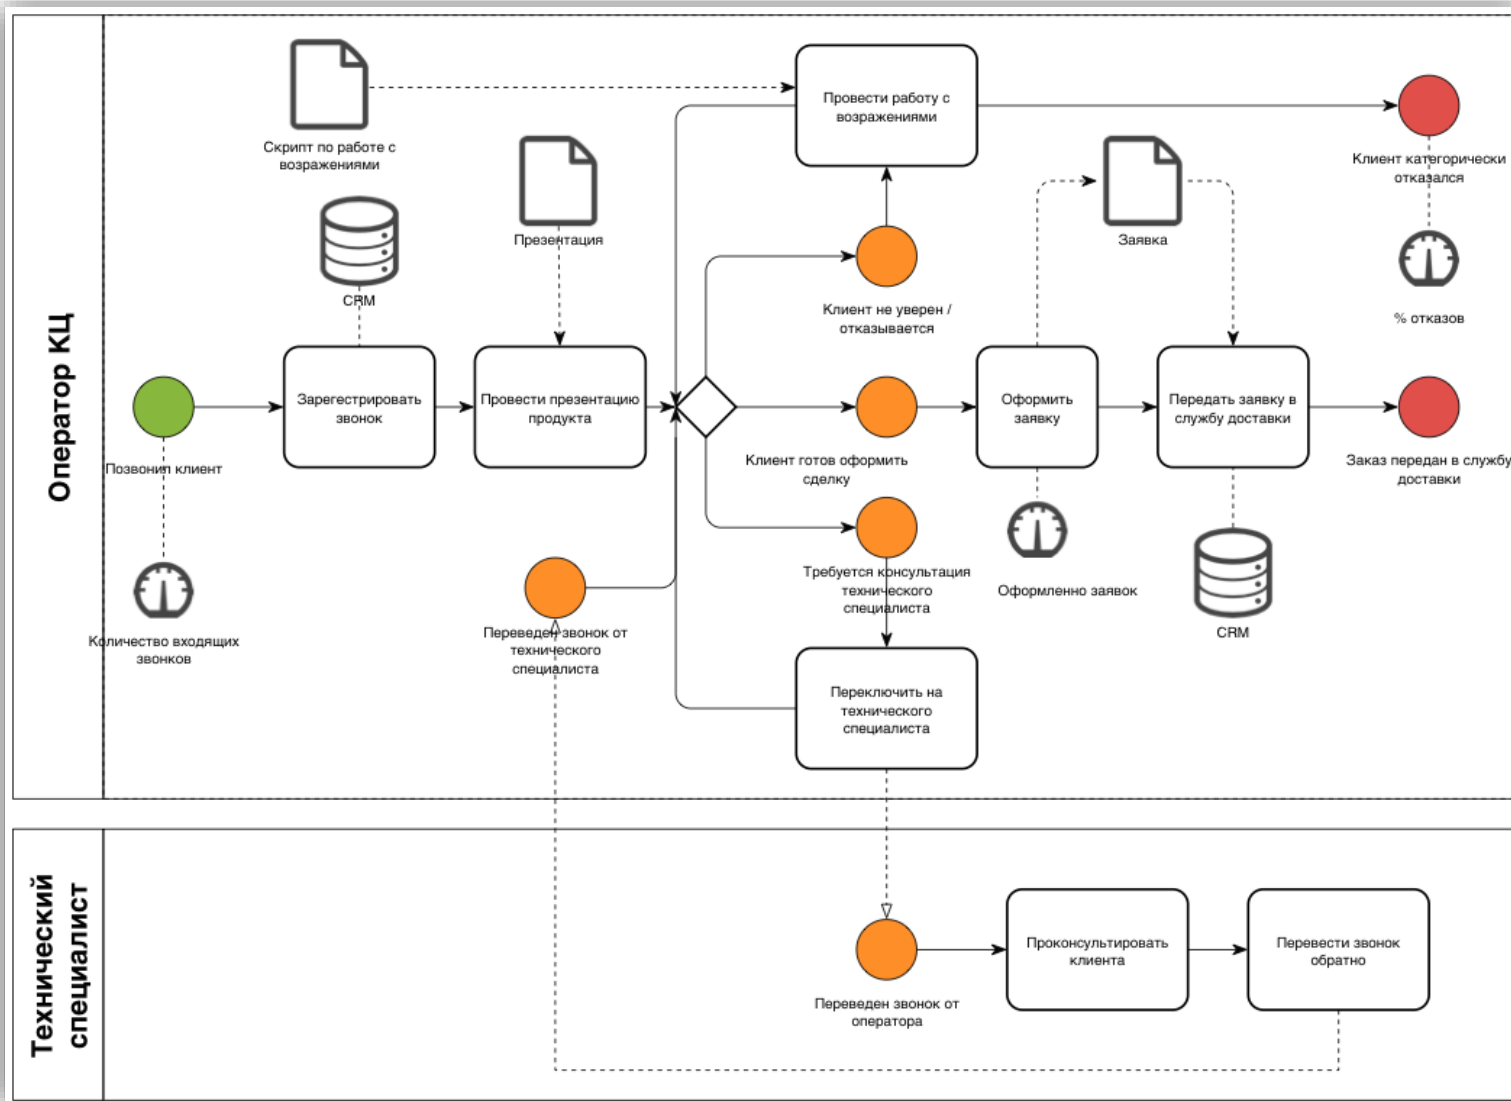 Оператор КЦ
Скрипт по работе с
возражениями
CRM
Презентация
Провести работу с
возражениями
Клиент категорически
отказался
Заявка
% отказов
Клиент не уверен /
отказывается
Позвонил клиент
Зарегестрировать
звонок
Провести презентацию
продукта
Клиент готов оформить
сделку
Оформить
заявку
Передать заявку в
службу доставки
Заказ передан в службу
доставки
Количество входящих
звонков
Переведен звонок от
технического
специалиста
Требуется консультация
технического
специалиста
Оформленно заявок
CRM
Переключить на
технического
специалиста
Технический
специалист
Переведен звонок от
оператора
Проконсультировать
клиента
Перевести звонок
обратно